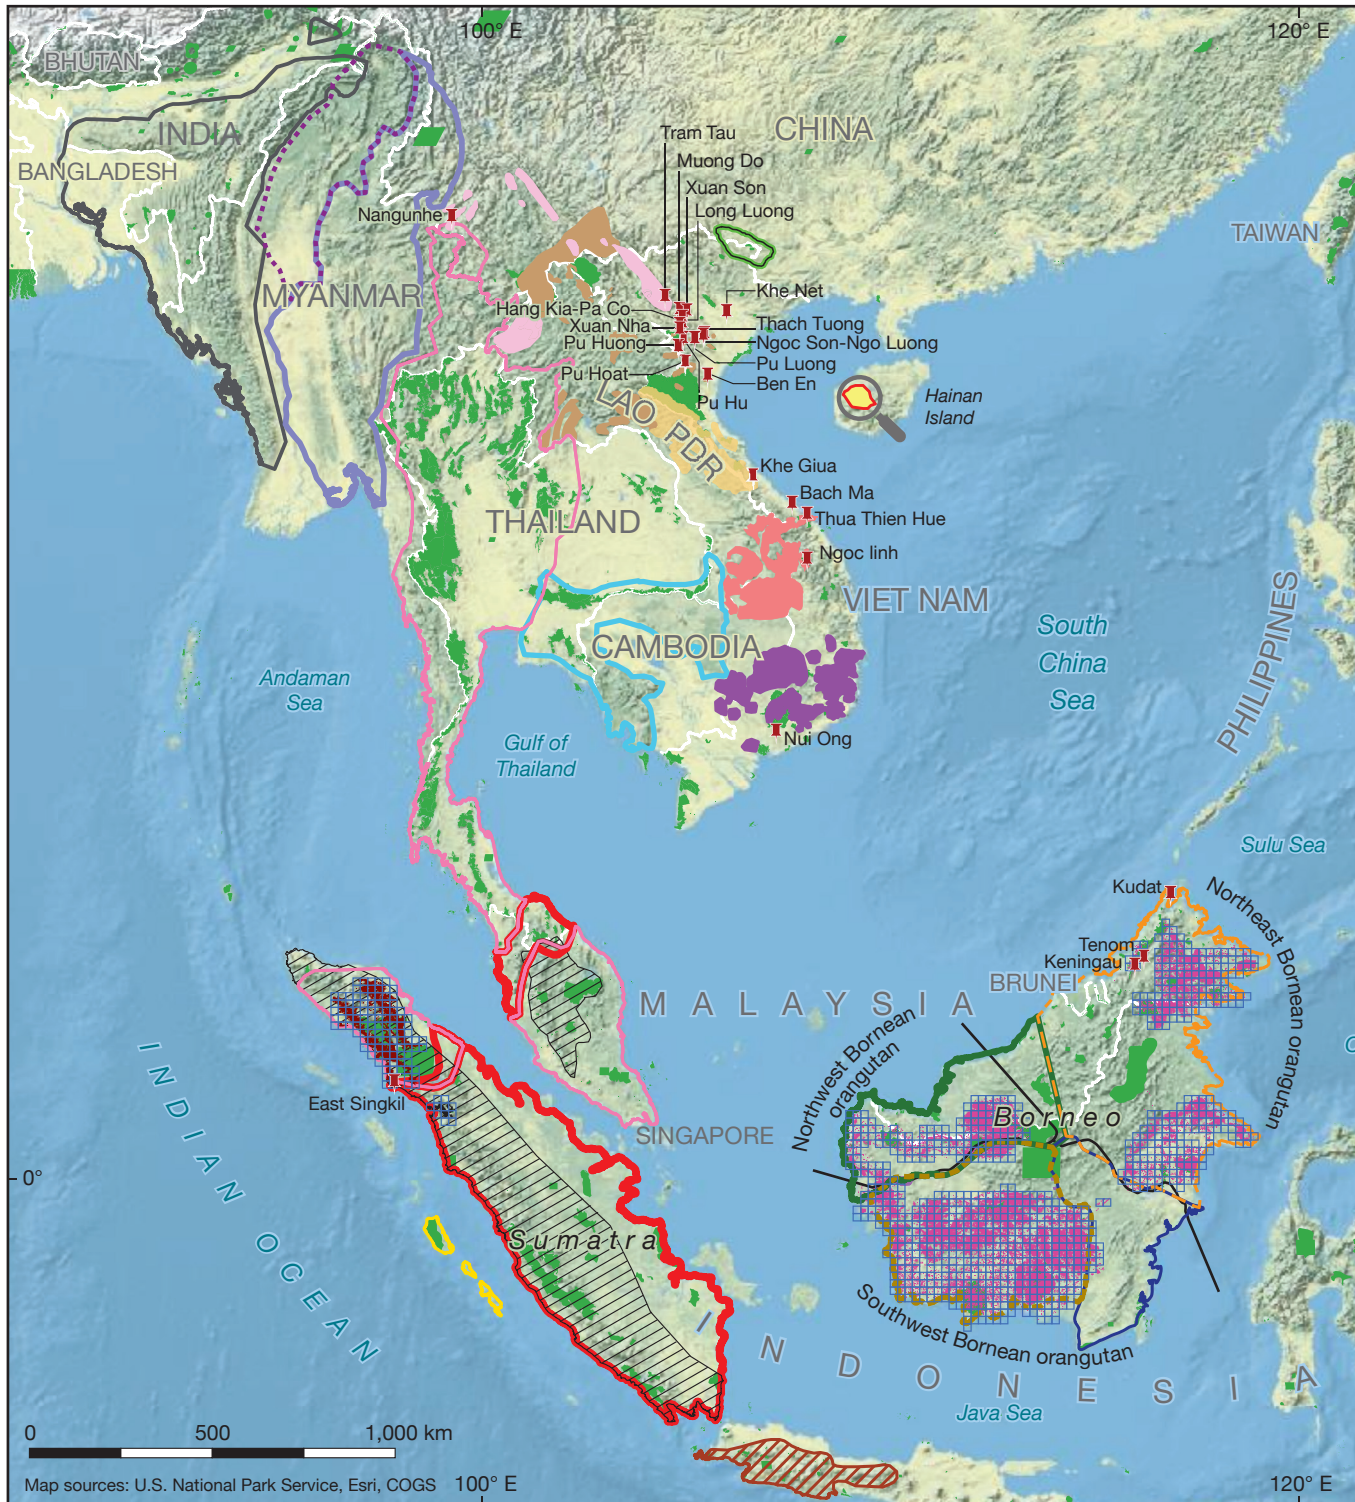 100° E
120° E
BHUTAN
INDIA
CHINA
BANGLADESH
Tram Tau
Muong Do
Xuan Son
Long Luong
Nangunhe
TAIWAN
MYANMAR
Khe Net
Hang Kia-Pa Co
Xuan Nha
Thach Tuong
Pu Huong
Ngoc Son-Ngo Luong
Pu Luong
Pu Hoat
Ben En
Pu Hu
Hainan
Island
LAO PDR
Khe Giua
Bach Ma
THAILAND
Thua Thien Hue
Ngoc linh
VIET NAM
CAMBODIA
South
China
Sea
PHILIPPINES
Andaman
Sea
Gulf of
Thailand
Nui Ong
Sulu Sea
Kudat
Northeast Bornean
orangutan
Tenom
Keningau
BRUNEI
MALAYSIA
Northwest Bornean
orangutan
INDIAN OCEAN
East Singkil
Borneo
SINGAPORE
0°
Sumatra
Southwest Bornean orangutan
INDONESIA
Java Sea
0 500 1,000 km
Map sources: U.S. National Park Service, Esri, COGS
100° E
120° E